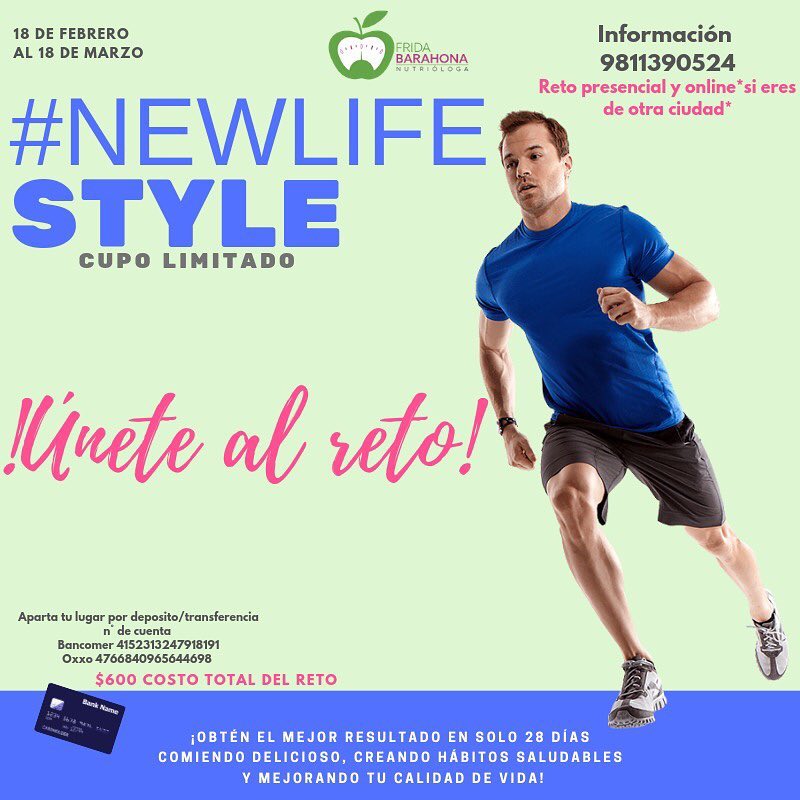 18 DE FEBRERO
AL 18 DE MARZO
FRIDA
BARAHONA
NUTRIÓLOGA
Información
9811390524
Reto presencial y online*si eres
de otra ciudad*
#NEWLIFE
STYLE
CUPO LIMITADO
!Únete al reto!
Aparta tu lugar por deposito/transferencia
n° de cuenta
Bancomer 4152313247918191
Oxxo 4766840965644698
$600 COSTO TOTAL DEL RETO
Bank Name
¡OBTÉN EL MEJOR RESULTADO EN SOLO 28 DÍAS
COMIENDO DELICIOSO, CREANDO HÁBITOS SALUDABLES
Y MEJORANDO TU CALIDAD DE VIDA!